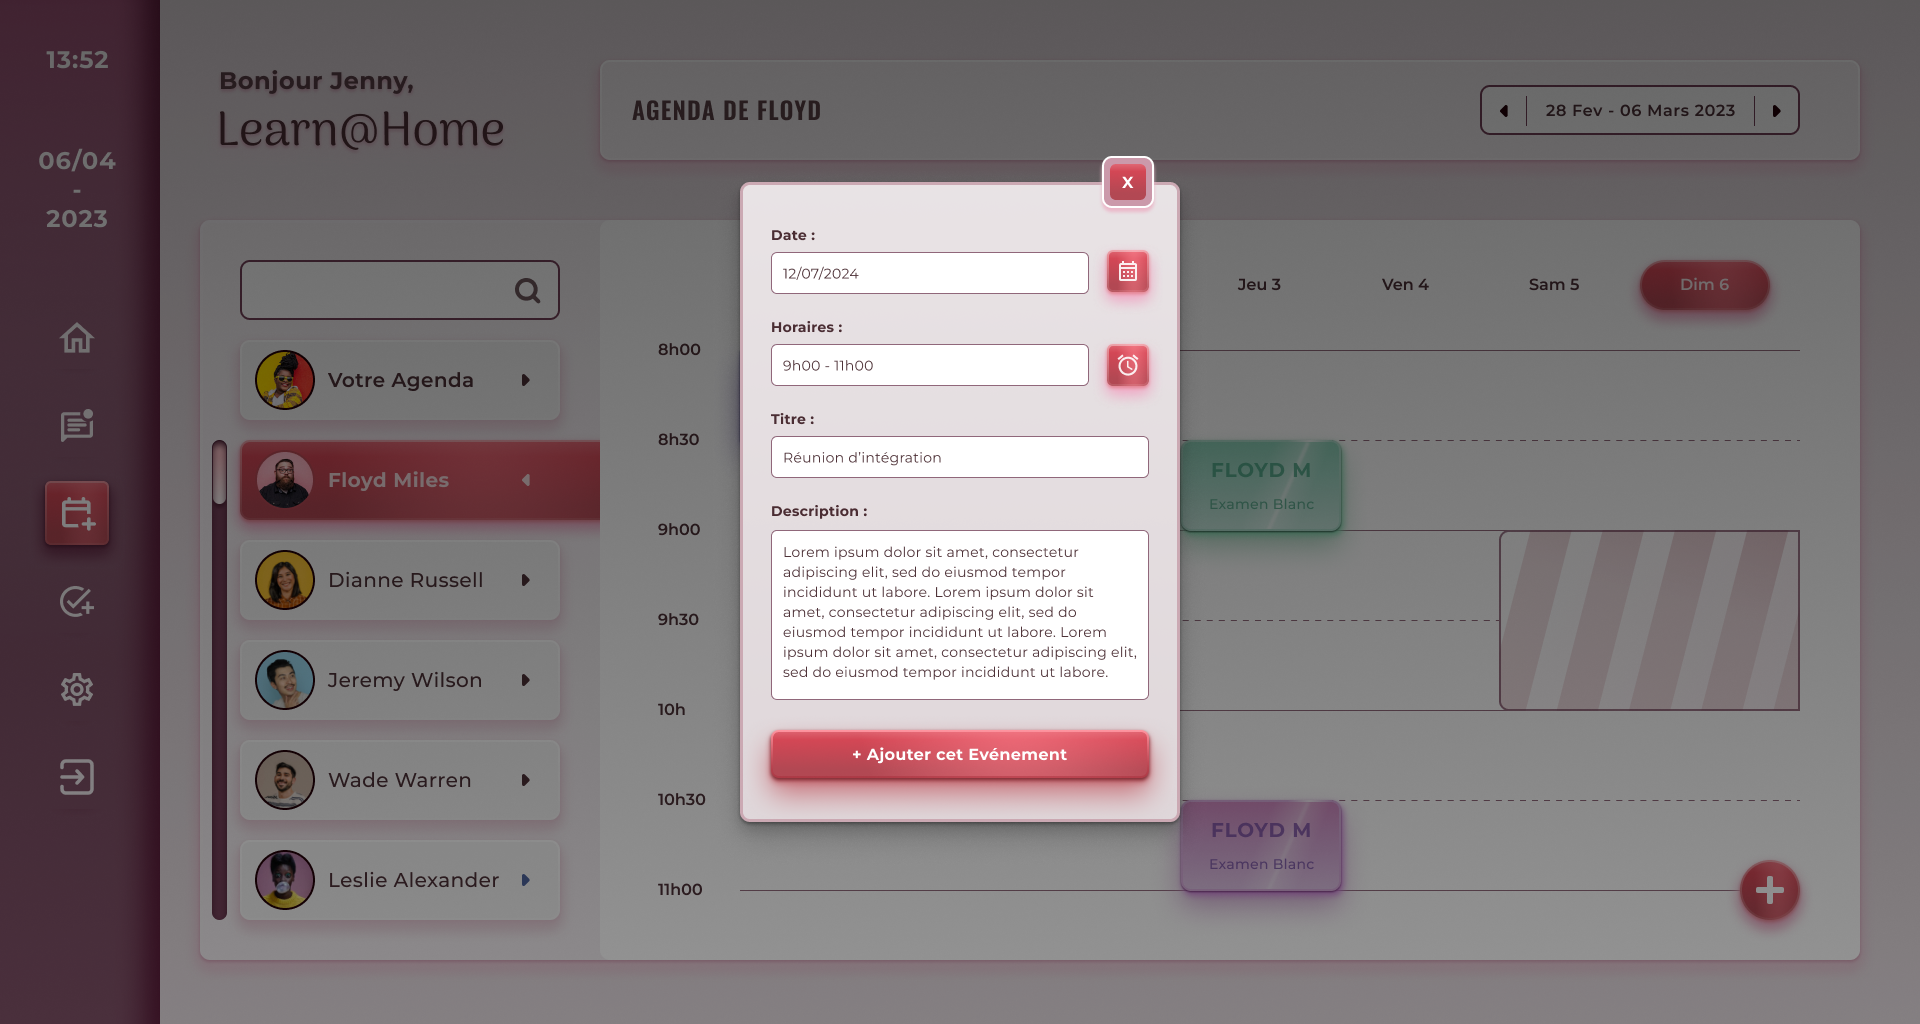 13:52
06/04
-
2023
Bonjour Jenny,
Learn@Home
AGENDA DE FLOYD
28 Fev - 06 Mars 2023
Votre Agenda
Floyd Miles
Dianne Russell
Jeremy Wilson
Wade Warren
Leslie Alexander
Jeu 3
Ven 4
Sam 5
Dim 6
8h00
8h30
9h00
9h30
10h
10h30
11h00
FLOYD M
Examen Blanc
FLOYD M
Examen Blanc
X
Date :
12/07/2024
Horaires :
9h00 - 11h00
Titre :
Réunion d’intégration
Description :
Lorem ipsum dolor sit amet, consectetur
adipiscing elit, sed do eiusmod tempor
incididunt ut labore. Lorem ipsum dolor sit
amet, consectetur adipiscing elit, sed do
eiusmod tempor incididunt ut labore. Lorem
ipsum dolor sit amet, consectetur adipiscing elit,
sed do eiusmod tempor incididunt ut labore.
+ Ajouter cet Evénement